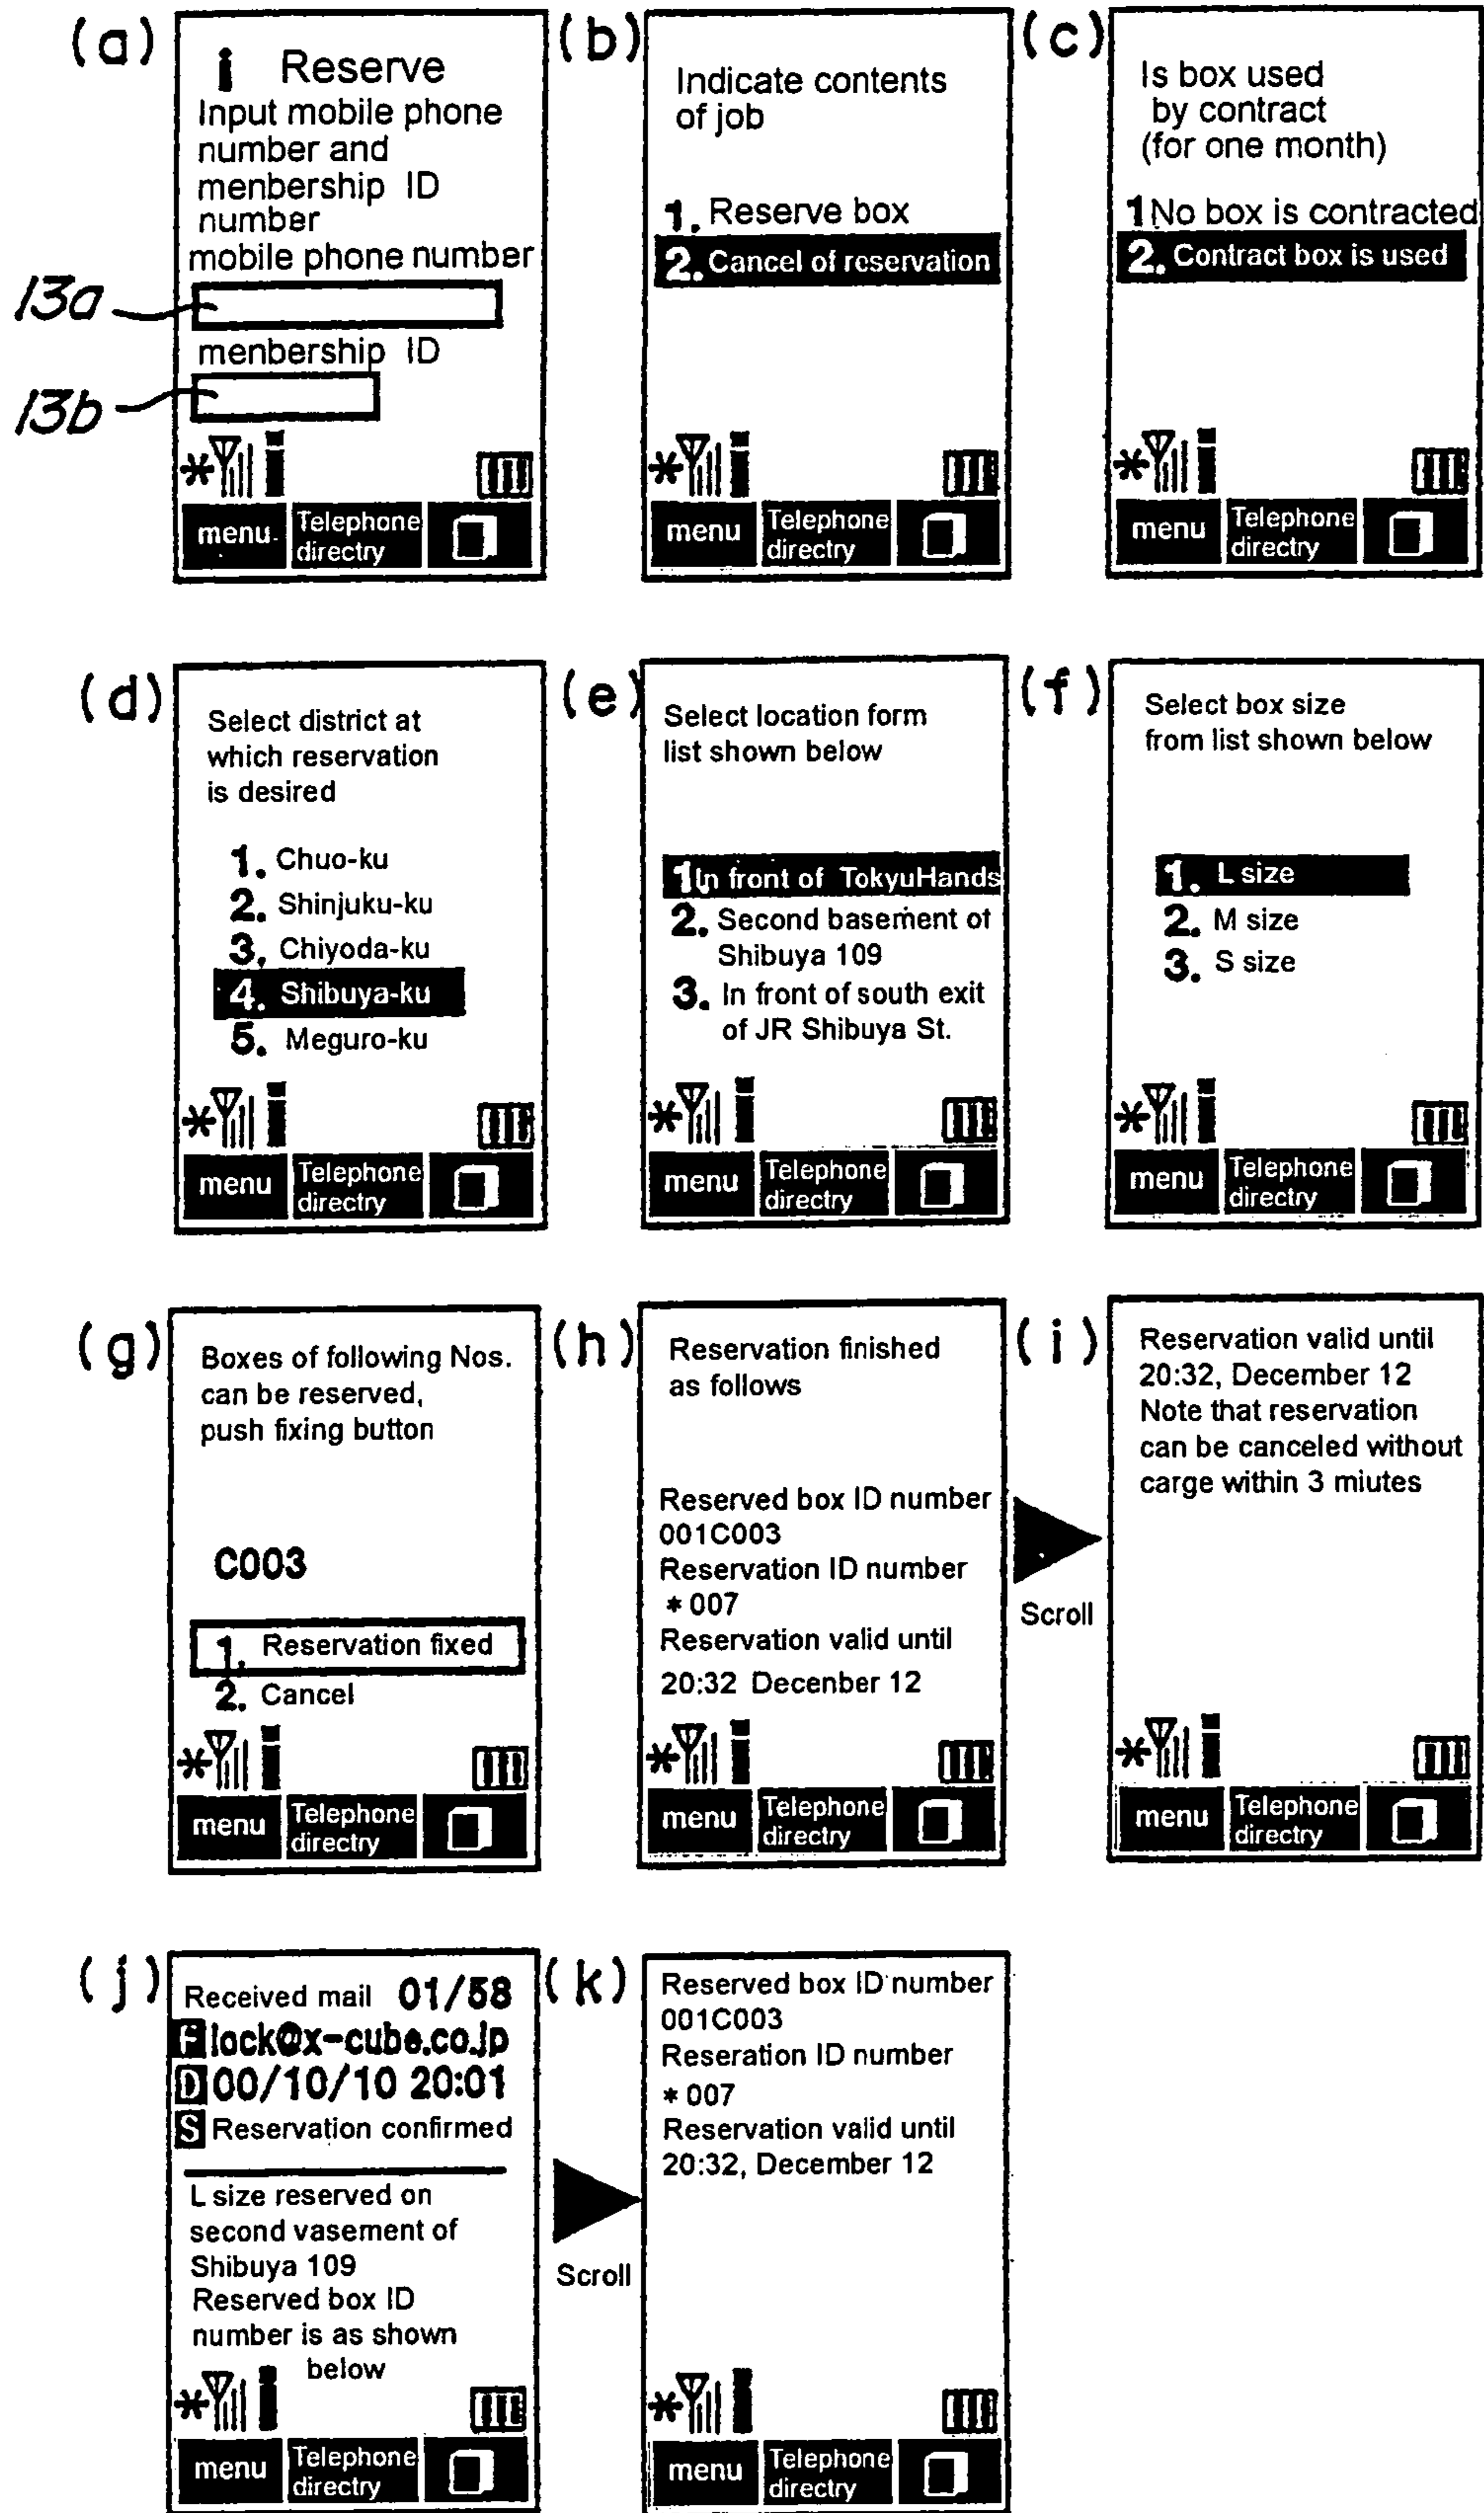 (a)
i Reserve
Input mobile phone
number and
menbership ID
number
mobile phone number
13a
menbership ID
13b
menu
Telephone
directry
(b)
Indicate contents
of job
1. Reserve box
2. Cancel of reservation
menu
Telephone
directry
(c)
Is box used
by contract
(for one month)
1 No box is contracted
2. Contract box is used
menu
Telephone
directry
(d)
Select district at
which reservation
is desired
1. Chuo-ku
2. Shinjuku-ku
3. Chiyoda-ku
4. Shibuya-ku
5. Meguro-ku
menu
Telephone
directry
(e)
Select location form
list shown below
1 In front of TokyuHands
2. Second basement of
Shibuya 109
3. In front of south exit
of JR Shibuya St.
menu
Telephone
directry
(f)
Select box size
from list shown below
1. L size
2. M size
3. S size
menu
Telephone
directry
(g)
Boxes of following Nos.
can be reserved,
push fixing button
C003
1. Reservation fixed
2. Cancel
menu
Telephone
directry
(h)
Reservation finished
as follows
Reserved box ID number
001C003
Reservation ID number
*007
Reservation valid until
20:32 Decenber 12
menu
Telephone
directry
Scroll
(i)
Reservation valid until
20:32, December 12
Note that reservation
can be canceled without
carge within 3 miutes
menu
Telephone
directry
(j)
Received mail 01/58
F lock@x-cube.co.jp
D 00/10/10 20:01
S Reservation confirmed
L size reserved on
second vasement of
Shibuya 109
Reserved box ID
number is as shown
below
menu
Telephone
directry
Scroll
(k)
Reserved box ID number
001C003
Reseration ID number
*007
Reservation valid until
20:32, December 12
menu
Telephone
directry